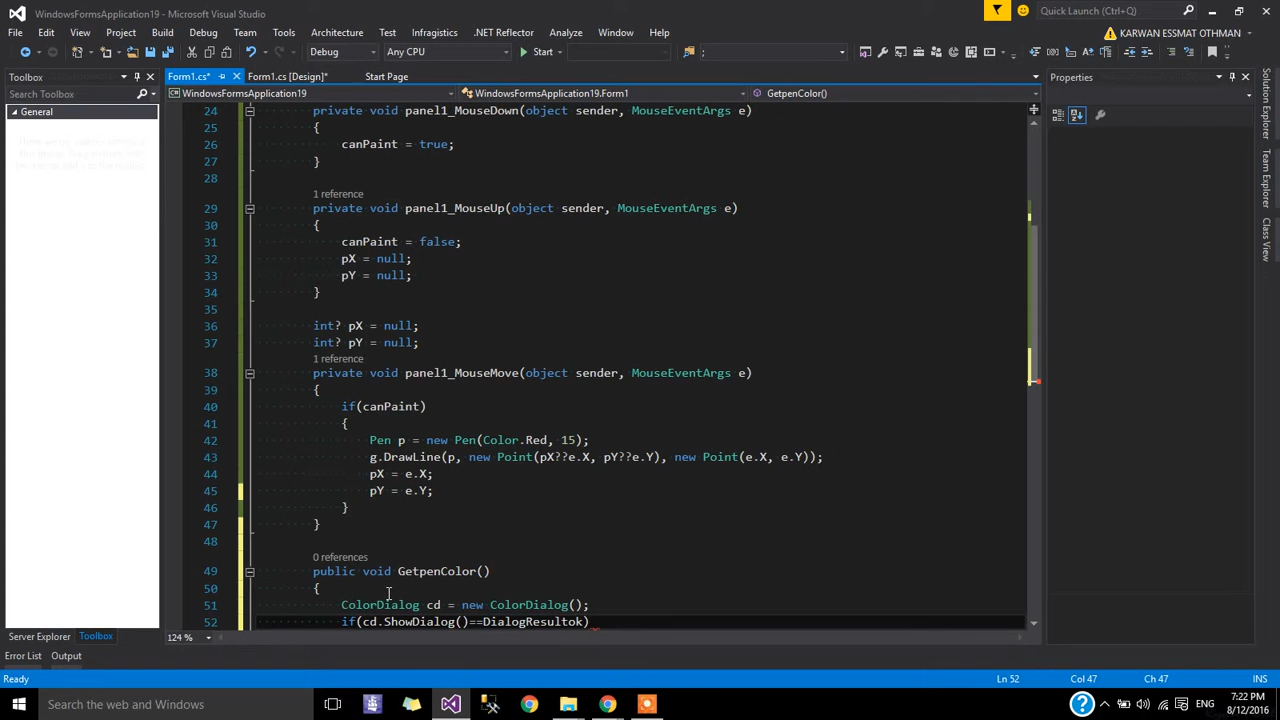 WindowsFormsApplication19 - Microsoft Visual Studio
Quick Launch (Ctrl+Q)
File Edit View Project Build Debug Team Tools Architecture Test Integrations .NET Reflector Analyze Window Help
KARWAN ESSMAT OTHMAN
Debug Any CPU Start ;
Toolbox
Form1.cs* Form1.cs [Design]* Start Page
Properties
Search Toolbox
WindowsFormsApplication19 WindowsFormsApplication19.Form1 GetpenColor()
General
24 private void panel1_MouseDown(object sender, MouseEventArgs e)
25 {
26 canPaint = true;
27 }
28
1 reference
29 private void panel1_MouseUp(object sender, MouseEventArgs e)
30 {
31 canPaint = false;
32 pX = null;
33 pY = null;
34 }
35
36 int? pX = null;
37 int? pY = null;
1 reference
38 private void panel1_MouseMove(object sender, MouseEventArgs e)
39 {
40 if(canPaint)
41 {
42 Pen p = new Pen(Color.Red, 15);
43 g.DrawLine(p, new Point(pX??e.X, pY??e.Y), new Point(e.X, e.Y));
44 pX = e.X;
45 pY = e.Y;
46 }
47 }
48
0 references
49 public void GetpenColor()
50 {
51 ColorDialog cd = new ColorDialog();
52 if(cd.ShowDialog()==DialogResultok)
Solution Explorer
Team Explorer
Class View
Server Explorer Toolbox
124 %
Error List Output
Ready Ln 52 Col 47 Ch 47 INS
Search the web and Windows
ENG
7:22 PM
8/12/2016